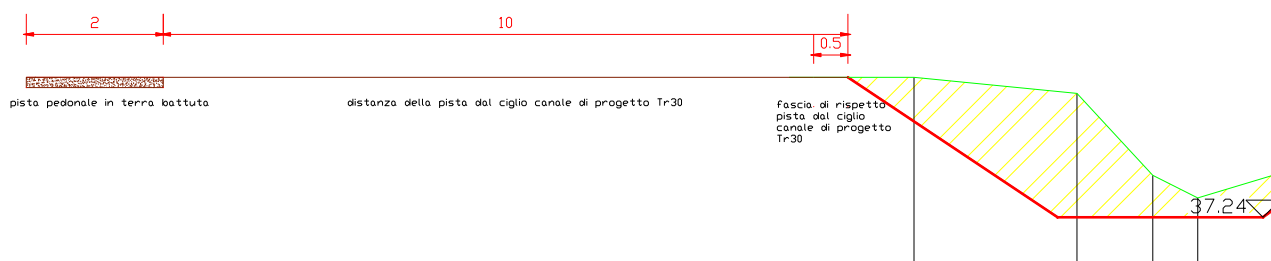 2
10
0.5
pista pedonale in terra battuta
distanza della pista dal ciglio canale di progetto Tr30
fascia di rispetto
pista dal ciglio
canale di progetto
Tr30
37.24